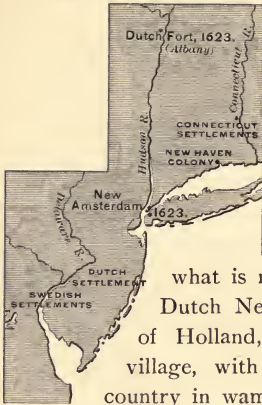 Dutch Fort, 1623.
(Albany)
Connecticut R.
CONNECTICUT
SETTLEMENTS
NEW HAVEN
COLONY
Hudson R.
New
Amsterdam
1623.
Delaware R.
DUTCH
SETTLEMENT
SWEDISH
SETTLEMENTS
what is
Dutch Ne
of Holland,
village, with
country in wam